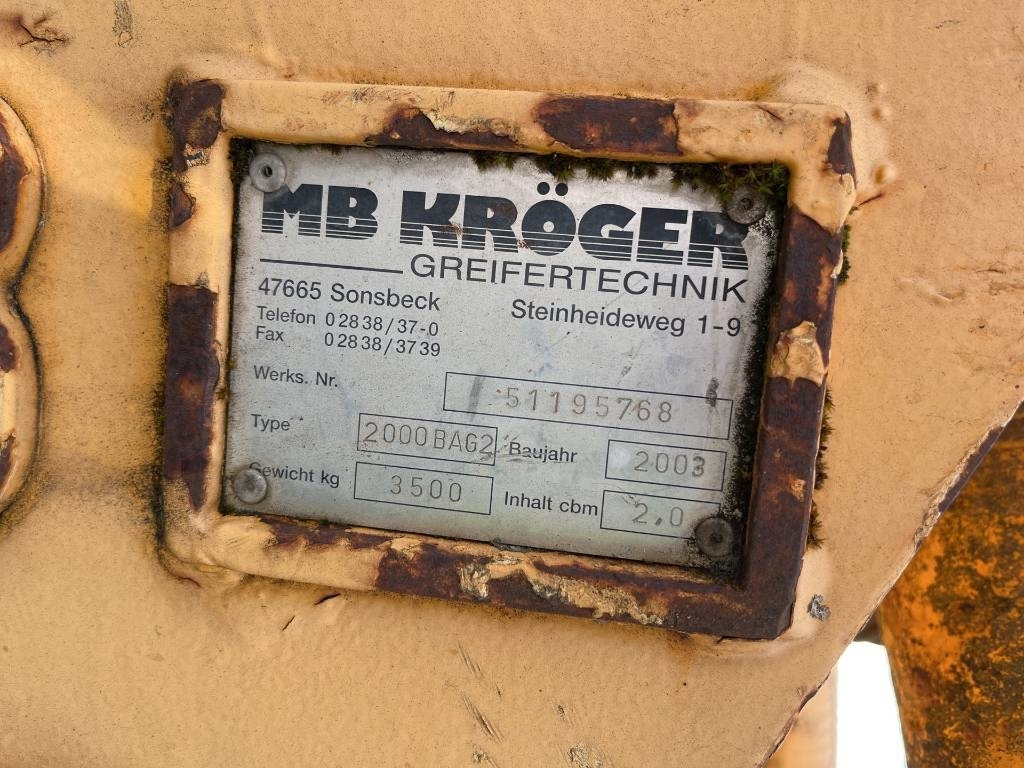 MB KRÖGER
GREIFERTECHNIK
47665 Sonsbeck Steinheideweg 1-9
Telefon 02838/37-0
Fax 02838/3739
Werks. Nr. 51195768
Type 2000BAG2 Baujahr 2003
Gewicht kg 3500 Inhalt cbm 2,0